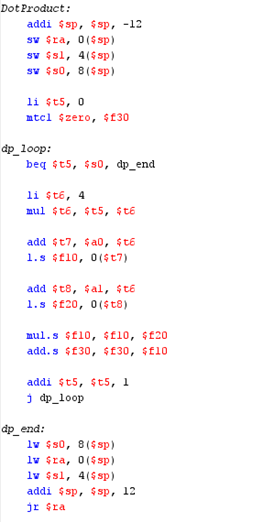 DotProduct:
addi $sp, $sp, -12
sw $ra, 0($sp)
sw $s1, 4($sp)
sw $s0, 8($sp)
li $t5, 0
mtc1 $zero, $f30
dp_loop:
beq $t5, $s0, dp_end
li $t6, 4
mul $t6, $t5, $t6
add $t7, $a0, $t6
l.s $f10, 0($t7)
add $t8, $a1, $t6
l.s $f20, 0($t8)
mul.s $f10, $f10, $f20
add.s $f30, $f30, $f10
addi $t5, $t5, 1
j dp_loop
dp_end:
lw $s0, 8($sp)
lw $ra, 0($sp)
lw $s1, 4($sp)
addi $sp, $sp, 12
jr $ra